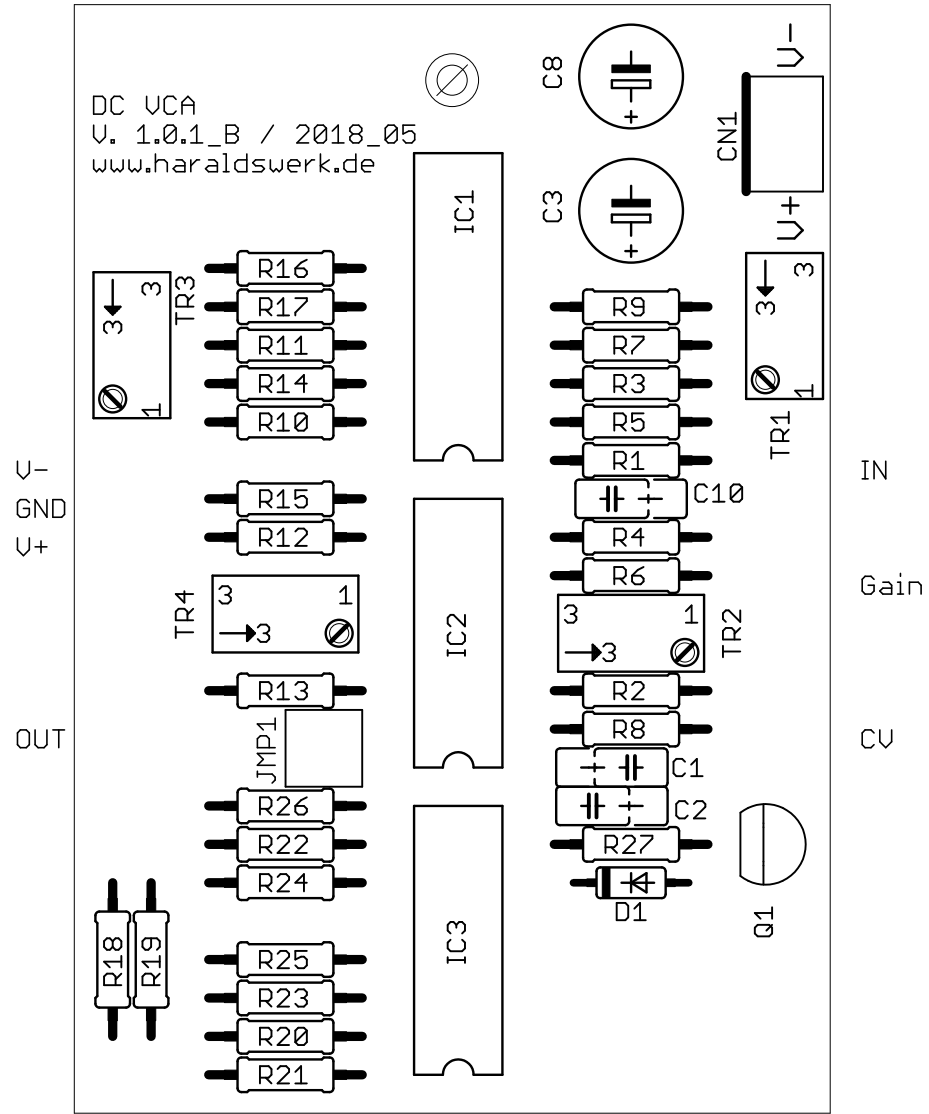 DC VCA
V. 1.0.1_B / 2018_05
www.haraldswerk.de
C8
+
V-
CN1
V+
C3
+
IC1
TR3
3
3
1
R16
R17
R11
R14
R10
R9
R7
R3
R5
R1
TR1
3
3
1
V-
GND
V+
OUT
IN
Gain
CV
R15
R12
C10
R4
R6
TR4
3
1
3
IC2
TR2
3
1
3
R13
R2
R8
JMP1
C1
C2
R26
R22
R24
R27
D1
Q1
IC3
R18
R19
R25
R23
R20
R21